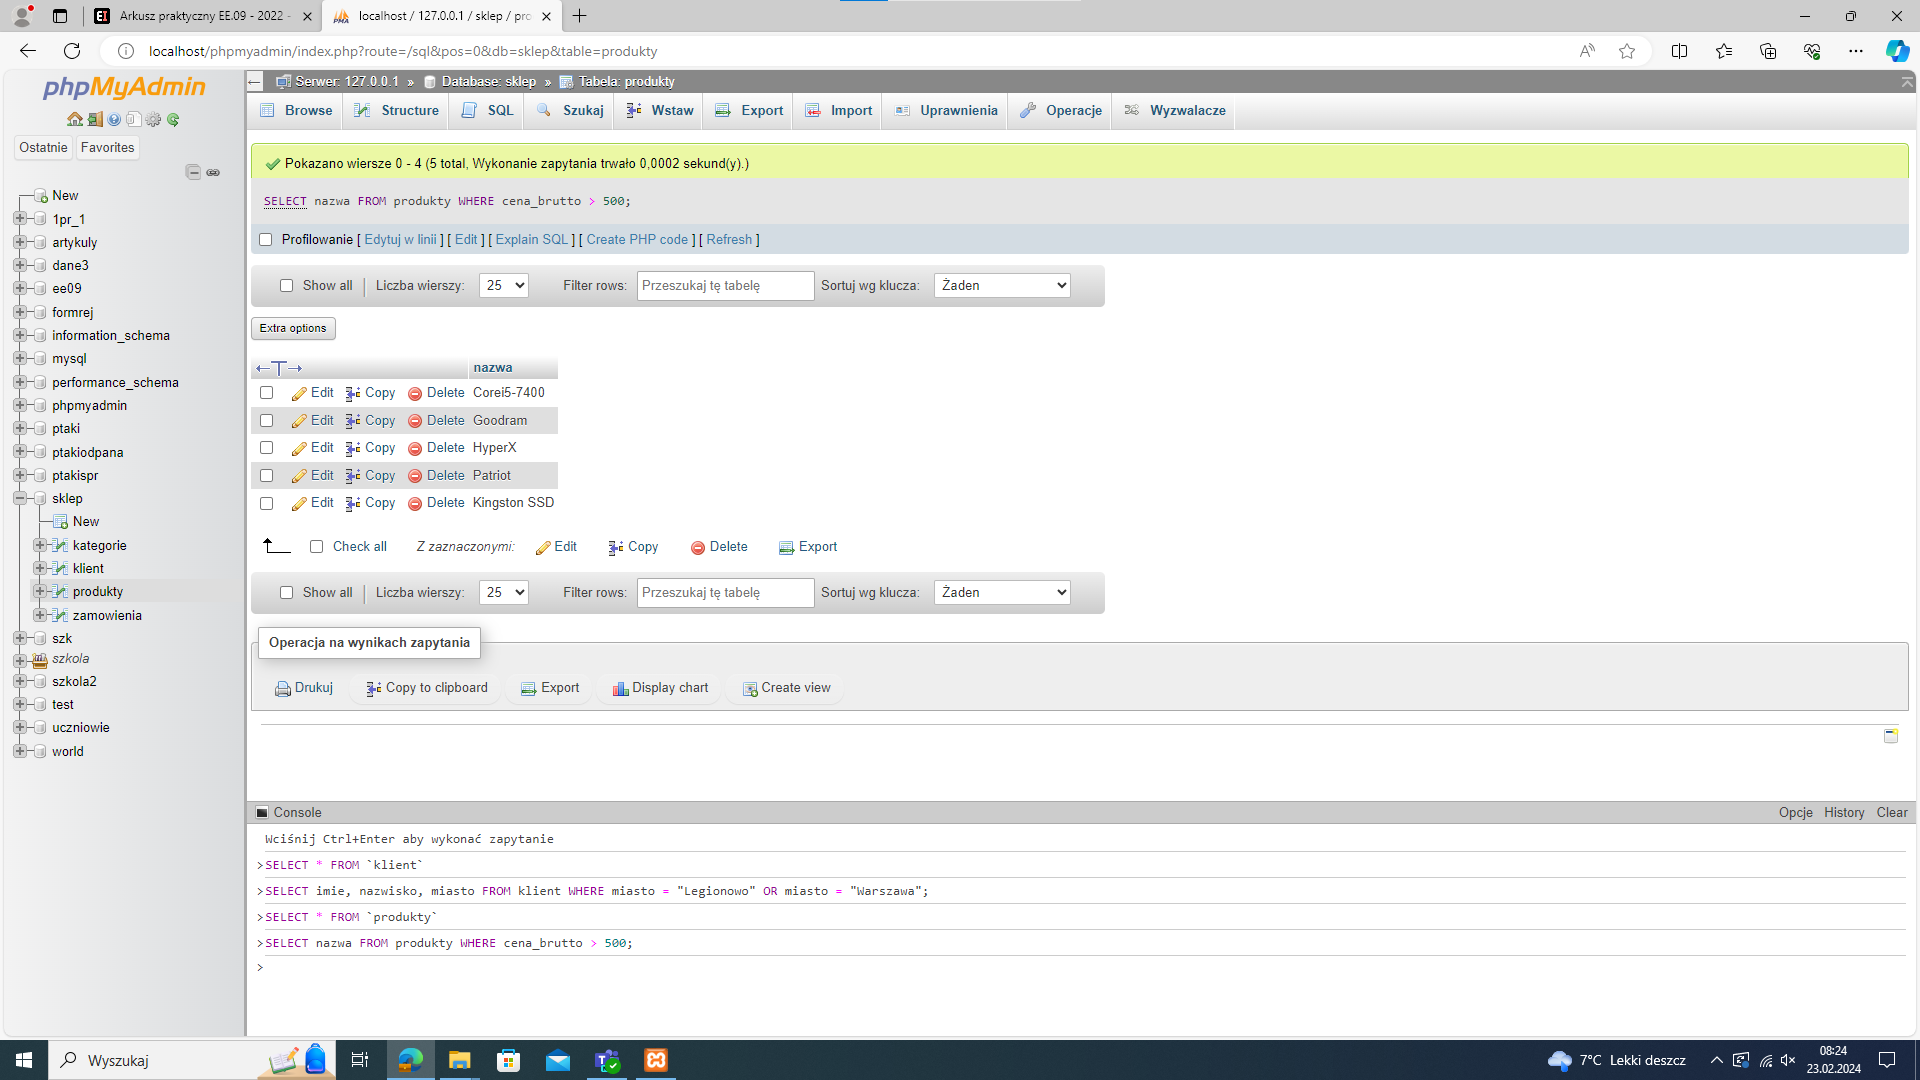 Arkusz praktyczny EE.09 - 2022 -
localhost / 127.0.0.1 / sklep / pro
localhost/phpmyadmin/index.php?route=/sql&pos=0&db=sklep&table=produkty
phpMyAdmin
Ostatnie Favorites
New
1pr_1
artykuly
dane3
ee09
formrej
information_schema
mysql
performance_schema
phpmyadmin
ptaki
ptakiodpana
ptakispr
sklep
New
kategorie
klient
produkty
zamowienia
szk
szkola
szkola2
test
uczniowie
world
Serwer: 127.0.0.1 » Database: sklep » Tabela: produkty
Browse Structure SQL Szukaj Wstaw Export Import Uprawnienia Operacje Wyzwalacze
Pokazano wiersze 0 - 4 (5 total, Wykonanie zapytania trwało 0,0002 sekund(y).)
SELECT nazwa FROM produkty WHERE cena_brutto > 500;
Profilowanie [ Edytuj w linii ] [ Edit ] [ Explain SQL ] [ Create PHP code ] [ Refresh ]
Show all Liczba wierszy: 25 Filter rows: Przeszukaj tę tabelę Sortuj wg klucza: Żaden
Extra options
←T→ nazwa
Edit Copy Delete Corei5-7400
Edit Copy Delete Goodram
Edit Copy Delete HyperX
Edit Copy Delete Patriot
Edit Copy Delete Kingston SSD
Check all Z zaznaczonymi: Edit Copy Delete Export
Show all Liczba wierszy: 25 Filter rows: Przeszukaj tę tabelę Sortuj wg klucza: Żaden
Operacja na wynikach zapytania
Drukuj Copy to clipboard Export Display chart Create view
Console Opcje History Clear
Wciśnij Ctrl+Enter aby wykonać zapytanie
>SELECT * FROM `klient`
>SELECT imie, nazwisko, miasto FROM klient WHERE miasto = "Legionowo" OR miasto = "Warszawa";
>SELECT * FROM `produkty`
>SELECT nazwa FROM produkty WHERE cena_brutto > 500;
>
Wyszukaj
7°C Lekki deszcz
08:24
23.02.2024